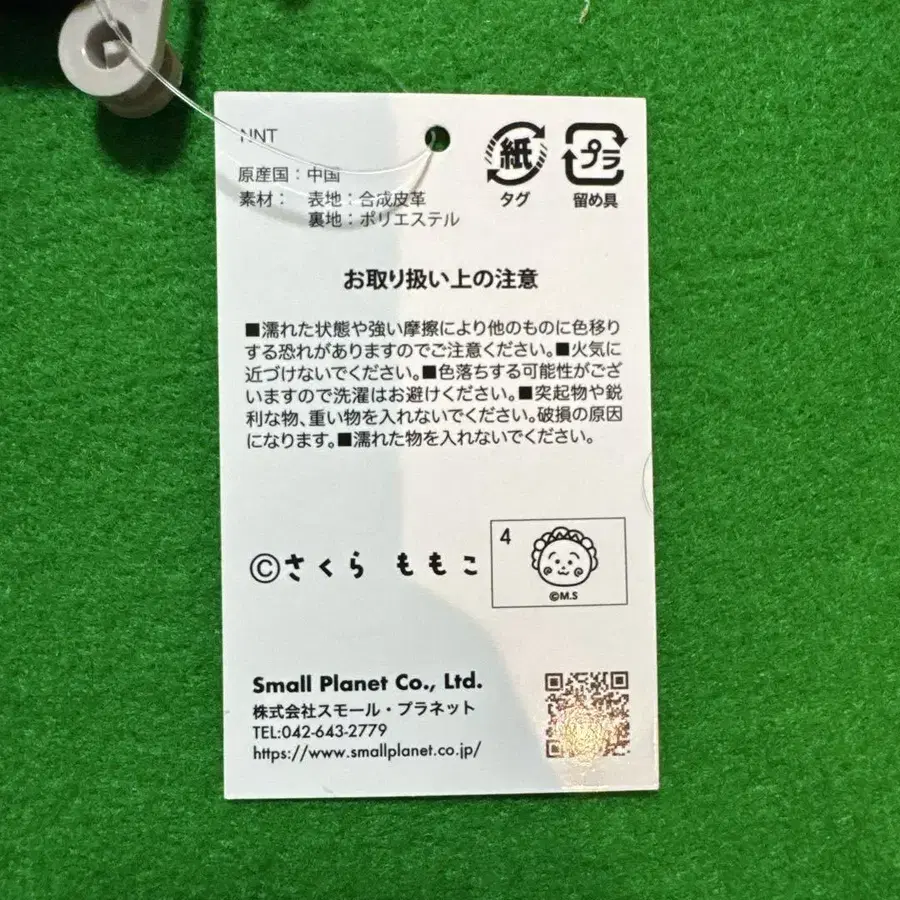 NNT
紙
タグ
プラ
留め具
原産国:中国
素材: 表地:合成皮革
裏地:ポリエステル
お取り扱い上の注意
■濡れた状態や強い摩擦により他のものに色移り
する恐れがありますのでご注意ください。■火気に
近づけないでください。■色落ちする可能性がござ
いますので洗濯はお避けください。■突起物や鋭
利な物、重い物を入れないでください。破損の原因
になります。■濡れた物を入れないでください。
©さくら ももこ
4
©M.S
Small Planet Co., Ltd.
株式会社スモール・プラネット
TEL:042-643-2779
https://www.smallplanet.co.jp/